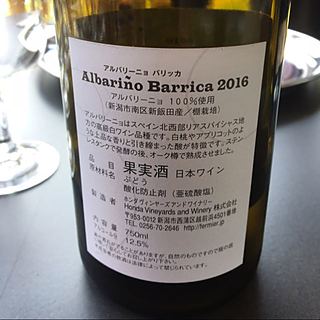 アルバリーニョ バリッカ
Albariño Barrica 2016
アルバリーニョ 100%使用
(新潟市南区新飯田産/棚栽培)
アルバリーニョはスペイン北西部リアスバイシャス地
方の高級白ワイン品種です。白桃やアプリコットのよ
うな上品な香りと引き締まった酸が特徴です。ステン
レスタンクで発酵の後、オーク樽で熟成させました。
品目 果実酒 日本ワイン
原材料名 ぶどう
酸化防止剤 (亜硫酸塩)
製造者 ホンダヴィンヤーズアンドワイナリー
Honda Vineyards and Winery 株式会社
〒953-0012 新潟市西蒲区越前浜4501番地
℡ 0256-70-2646 http://fermier.jp
内容量 750ml
アルコール分 12.5%